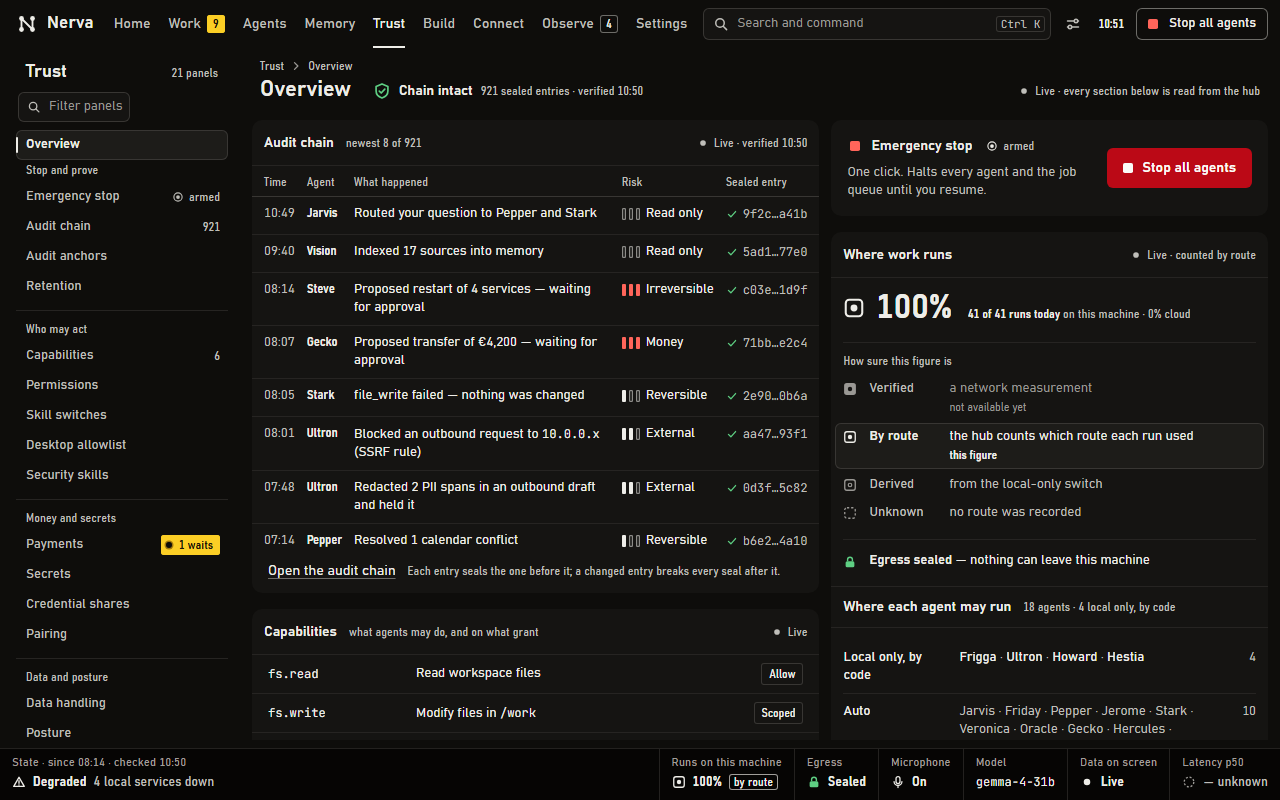 Nerva
Home
Work 9
Agents
Memory
Trust
Build
Connect
Observe 4
Settings
Search and command
Ctrl K
10:51
Stop all agents
Trust
21 panels
Filter panels
Overview
Stop and prove
Emergency stop
armed
Audit chain
921
Audit anchors
Retention
Who may act
Capabilities
6
Permissions
Skill switches
Desktop allowlist
Security skills
Money and secrets
Payments
1 waits
Secrets
Credential shares
Pairing
Data and posture
Data handling
Posture
Trust > Overview
Overview
Chain intact 921 sealed entries · verified 10:50
Live · every section below is read from the hub
Audit chain newest 8 of 921
Live · verified 10:50
Time Agent What happened Risk Sealed entry
10:49 Jarvis Routed your question to Pepper and Stark Read only 9f2c…a41b
09:40 Vision Indexed 17 sources into memory Read only 5ad1…77e0
08:14 Steve Proposed restart of 4 services — waiting Irreversible c03e…1d9f
for approval
08:07 Gecko Proposed transfer of €4,200 — waiting for Money 71bb…e2c4
approval
08:05 Stark file_write failed — nothing was changed Reversible 2e90…0b6a
08:01 Ultron Blocked an outbound request to 10.0.0.x External aa47…93f1
(SSRF rule)
07:48 Ultron Redacted 2 PII spans in an outbound draft External 0d3f…5c82
and held it
07:14 Pepper Resolved 1 calendar conflict Reversible b6e2…4a10
Open the audit chain Each entry seals the one before it; a changed entry breaks every seal after it.
Capabilities what agents may do, and on what grant
Live
fs.read Read workspace files Allow
fs.write Modify files in /work Scoped
Emergency stop armed
One click. Halts every agent and the job
queue until you resume.
Stop all agents
Where work runs
Live · counted by route
100% 41 of 41 runs today on this machine · 0% cloud
How sure this figure is
Verified a network measurement
not available yet
By route the hub counts which route each run used
this figure
Derived from the local-only switch
Unknown no route was recorded
Egress sealed — nothing can leave this machine
Where each agent may run 18 agents · 4 local only, by code
Local only, by Frigga · Ultron · Howard · Hestia 4
code
Auto Jarvis · Friday · Pepper · Jerome · Stark · 10
Veronica · Oracle · Gecko · Hercules ·
State · since 08:14 · checked 10:50
Degraded 4 local services down
Runs on this machine
100% by route
Egress
Sealed
Microphone
On
Model
gemma-4-31b
Data on screen
Live
Latency p50
— unknown